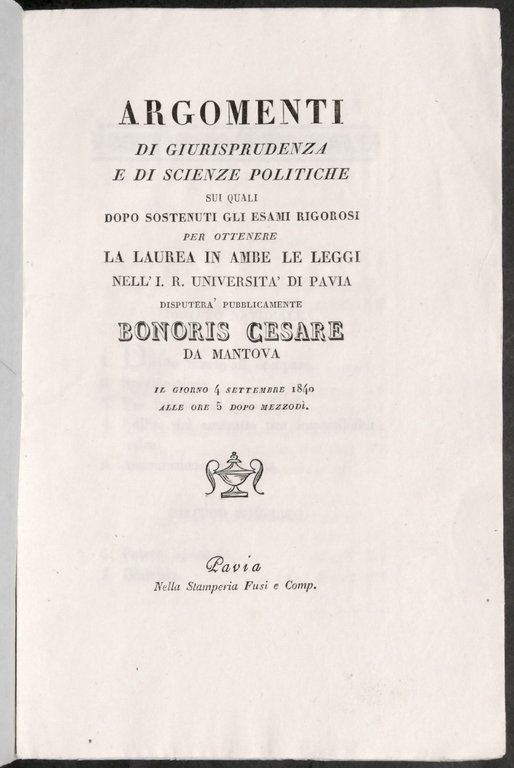 ARGOMENTI
DI GIURISPRUDENZA
E DI SCIENZE POLITICHE
SUI QUALI
DOPO SOSTENUTI GLI ESAMI RIGOROSI
PER OTTENERE
LA LAUREA IN AMBE LE LEGGI
NELL' I. R. UNIVERSITA' DI PAVIA
DISPUTERA' PUBBLICAMENTE
BONORIS CESARE
DA MANTOVA
IL GIORNO 4 SETTEMBRE 1840
ALLE ORE 5 DOPO MEZZODÌ.
Pavia
Nella Stamperia Fusi e Comp.